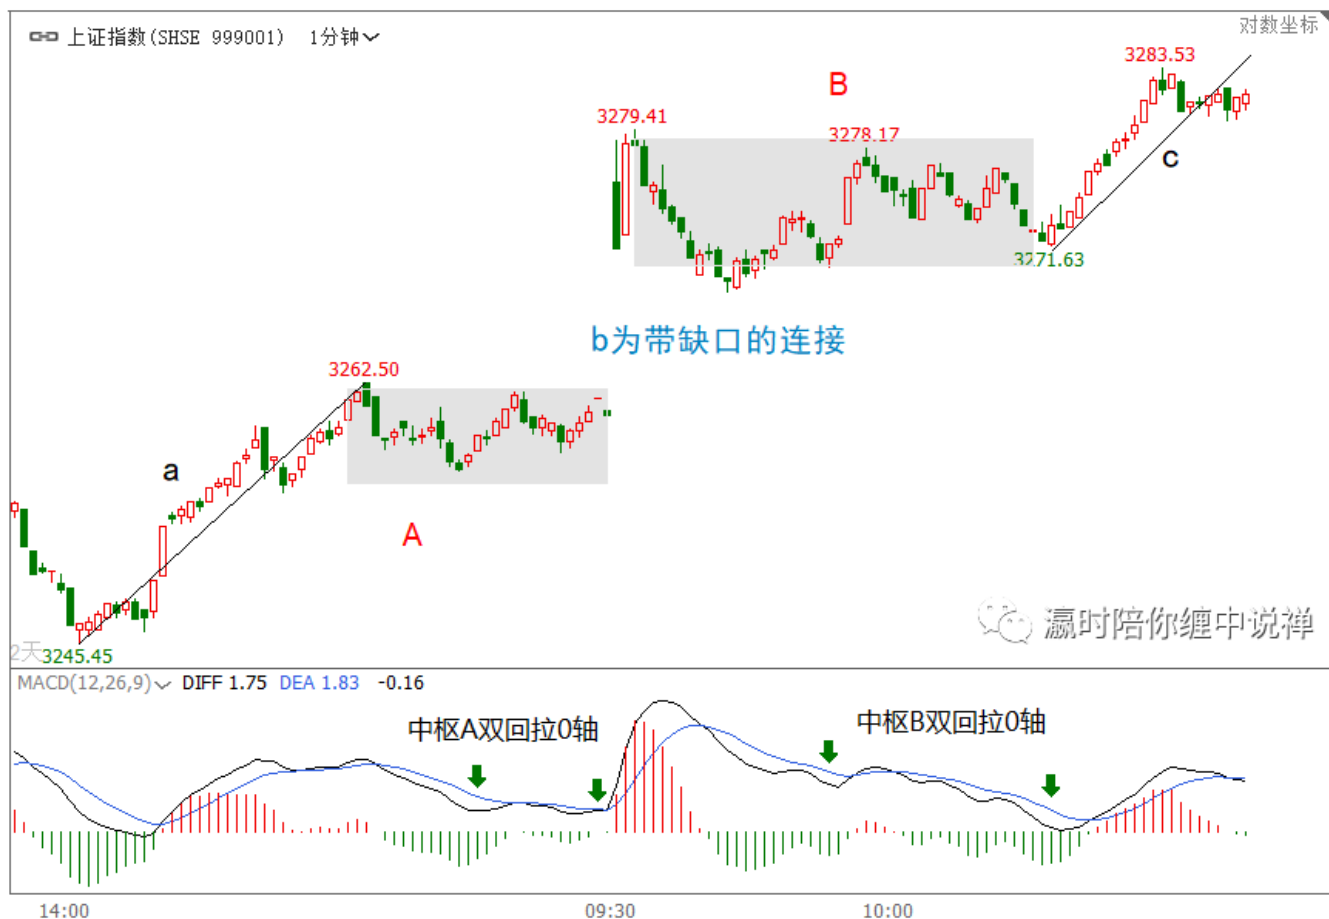 上证指数(SHSE 999001) 1分钟
对数坐标
3283.53
B
3279.41
3278.17
c
3271.63
b为带缺口的连接
3262.50
a
A
瀛时陪你缠中说禅
2天
3245.45
MACD(12,26,9) DIFF 1.75 DEA 1.83 -0.16
中枢A双回拉0轴
中枢B双回拉0轴
14:00 09:30 10:00